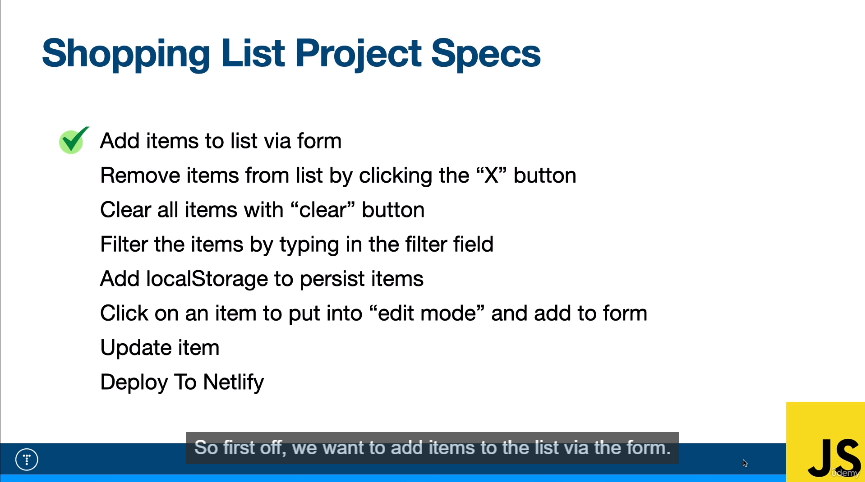 Shopping List Project Specs
Add items to list via form
Remove items from list by clicking the “X” button
Clear all items with “clear” button
Filter the items by typing in the filter field
Add localStorage to persist items
Click on an item to put into “edit mode” and add to form
Update item
Deploy To Netlify
So first off, we want to add items to the list via the form.
T
JS
udemy